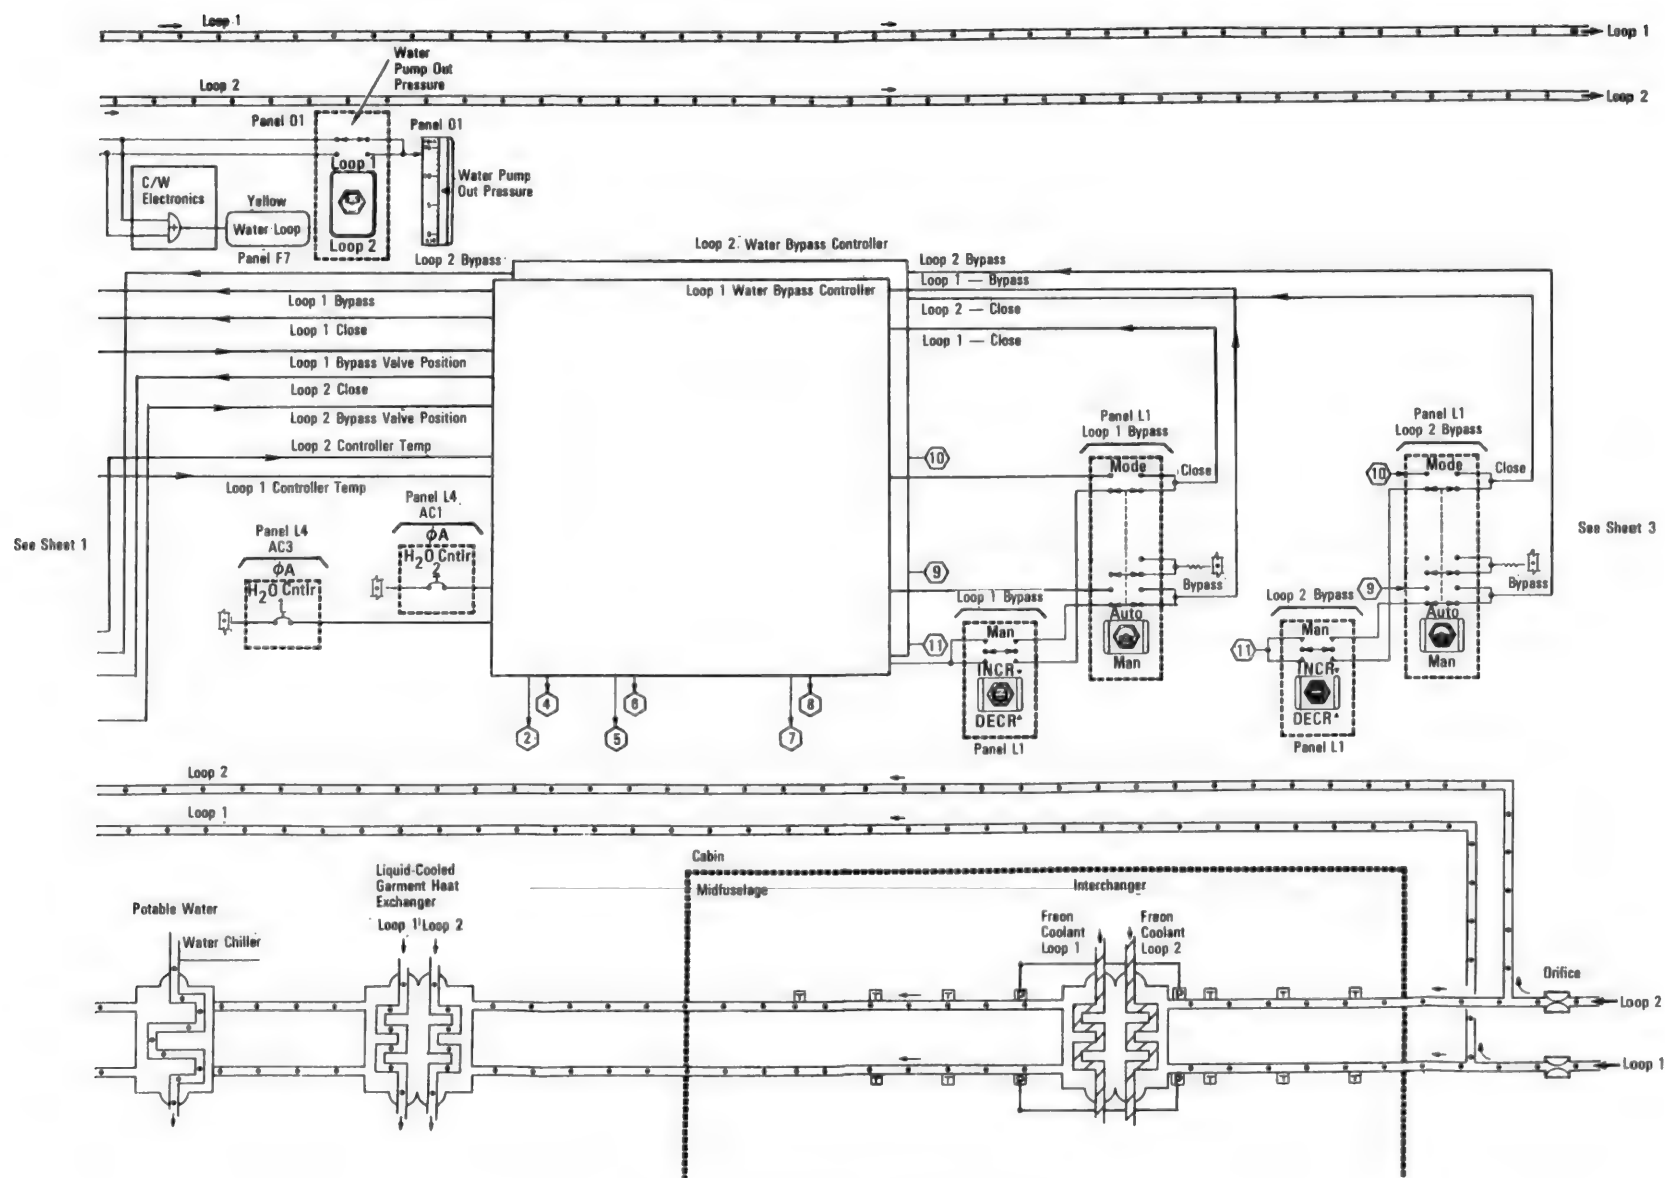 Loop 1
Loop 1
Water
Pump Out
Pressure
Loop 2
Loop 2
Panel O1
Panel O1
Loop 1
C/W
Electronics
Yellow
Water Loop
Panel F7
Loop 2
Water Pump
Out Pressure
Loop 2 Water Bypass Controller
Loop 2 Bypass
Loop 1 Water Bypass Controller
Loop 2 Bypass
Loop 1 — Bypass
Loop 2 — Close
Loop 1 — Close
Loop 1 Bypass
Loop 1 Close
Loop 1 Bypass Valve Position
Loop 2 Close
Loop 2 Bypass Valve Position
Loop 2 Controller Temp
Loop 1 Controller Temp
See Sheet 1
Panel L4
AC3
ϕA
H2O Cntlr
1
Panel L4
AC1
ϕA
H2O Cntlr
2
10
9
11
Panel L1
Loop 1 Bypass
Mode
Close
Bypass
Auto
Man
Loop 1 Bypass
Man
INCR
DECR
Panel L1
Panel L1
Loop 2 Bypass
10
Mode
Close
9
Bypass
Auto
Man
Loop 2 Bypass
11
Man
INCR
DECR
Panel L1
See Sheet 3
2
4
5
6
7
8
Loop 2
Loop 1
Cabin
Midfuselage
Interchanger
Liquid-Cooled
Garment Heat
Exchanger
Loop 1 Loop 2
Potable Water
Water Chiller
Freon
Coolant
Loop 1
Freon
Coolant
Loop 2
Orifice
T T T P P T T T
Loop 2
Loop 1
T T P P T T T